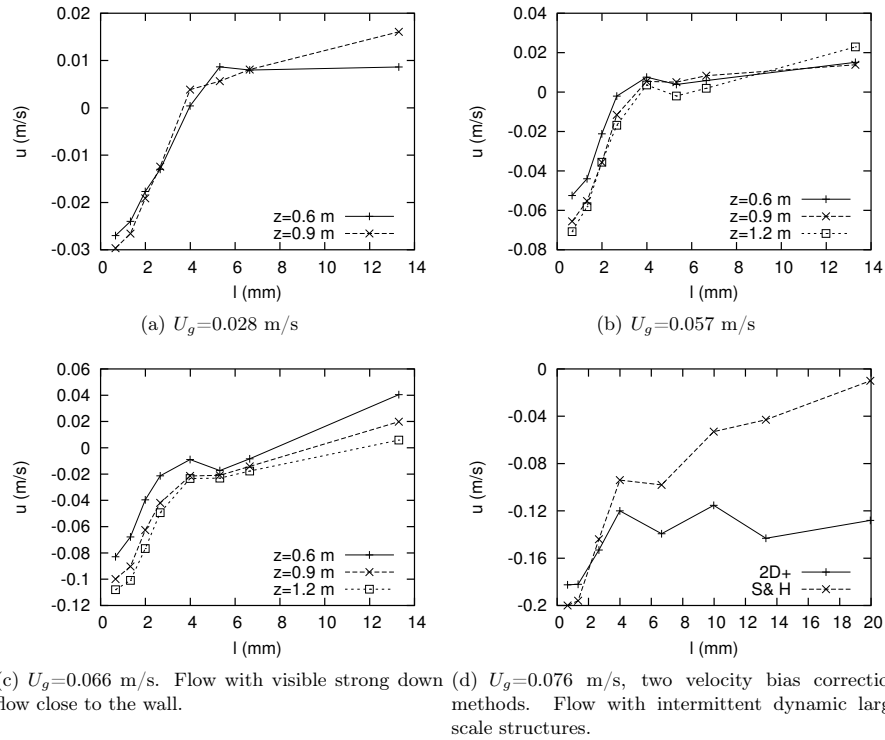 0.02
0.01
0
-0.01
-0.02
-0.03
u (m/s)
z=0.6 m
z=0.9 m
0 2 4 6 8 10 12 14
l (mm)
(a) U_g=0.028 m/s
0.04
0.02
0
-0.02
-0.04
-0.06
-0.08
u (m/s)
z=0.6 m
z=0.9 m
z=1.2 m
0 2 4 6 8 10 12 14
l (mm)
(b) U_g=0.057 m/s
0.06
0.04
0.02
0
-0.02
-0.04
-0.06
-0.08
-0.1
-0.12
u (m/s)
z=0.6 m
z=0.9 m
z=1.2 m
0 2 4 6 8 10 12 14
l (mm)
(c) U_g=0.066 m/s. Flow with visible strong down
flow close to the wall.
0
-0.04
-0.08
-0.12
-0.16
-0.2
u (m/s)
2D+
S& H
0 2 4 6 8 10 12 14 16 18 20
l (mm)
(d) U_g=0.076 m/s, two velocity bias correctio
methods. Flow with intermittent dynamic larg
scale structures.